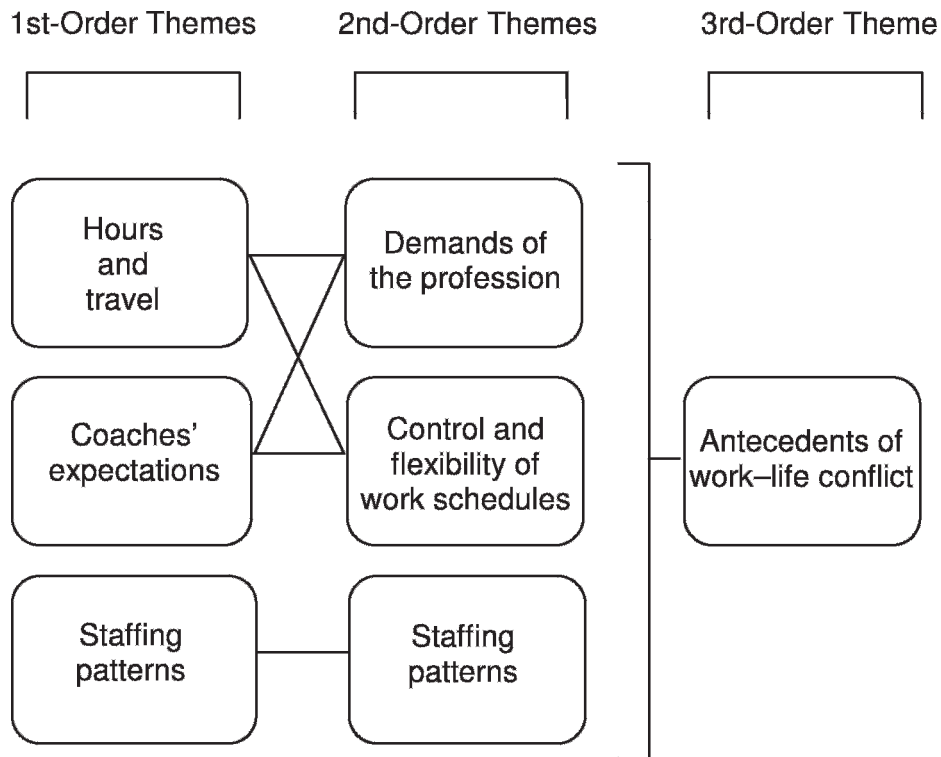 1st-Order Themes
2nd-Order Themes
3rd-Order Theme
Hours
and
travel
Demands of
the profession
Coaches’
expectations
Control and
flexibility of
work schedules
Antecedents of
work–life conflict
Staffing
patterns
Staffing
patterns